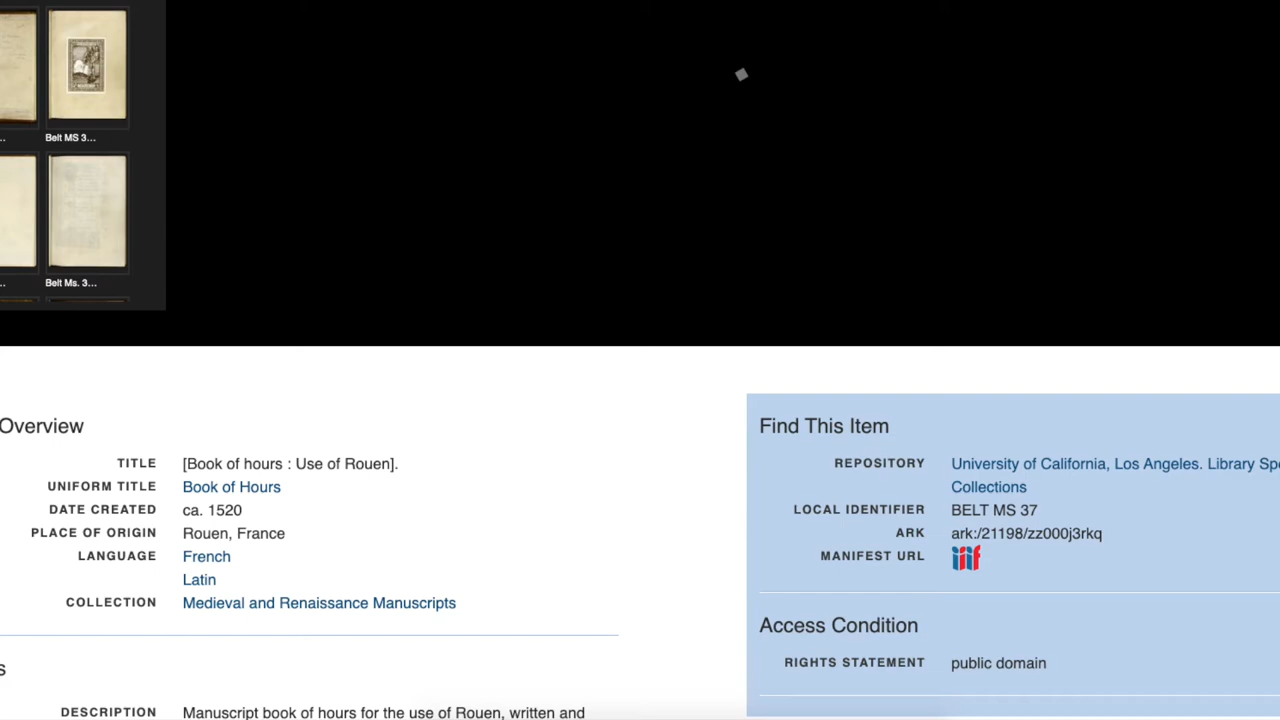 ..
Belt MS 3...
..
Belt Ms. 3...
Overview
TITLE [Book of hours : Use of Rouen].
UNIFORM TITLE Book of Hours
DATE CREATED ca. 1520
PLACE OF ORIGIN Rouen, France
LANGUAGE French
Latin
COLLECTION Medieval and Renaissance Manuscripts
s
DESCRIPTION Manuscript book of hours for the use of Rouen, written and
Find This Item
REPOSITORY University of California, Los Angeles. Library Spe
Collections
LOCAL IDENTIFIER BELT MS 37
ARK ark:/21198/zz000j3rkq
MANIFEST URL iiif
Access Condition
RIGHTS STATEMENT public domain